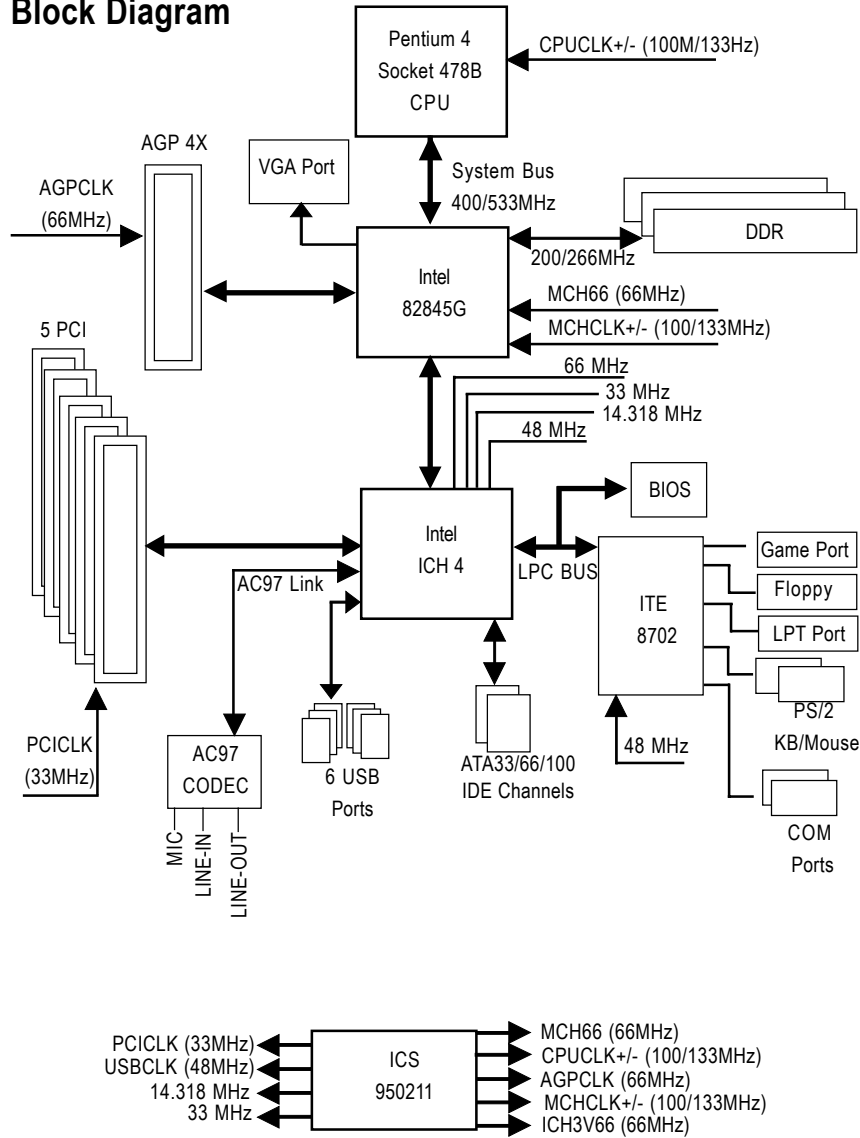 Block Diagram
Pentium 4
Socket 478B
CPU
CPUCLK+/- (100M/133Hz)
AGP 4X
VGA Port
System Bus
400/533MHz
AGPCLK
(66MHz)
DDR
200/266MHz
Intel
82845G
MCH66 (66MHz)
MCHCLK+/- (100/133MHz)
5 PCI
66 MHz
33 MHz
14.318 MHz
48 MHz
BIOS
Intel
ICH 4
LPC BUS
AC97 Link
ITE
8702
Game Port
Floppy
LPT Port
PS/2
KB/Mouse
48 MHz
PCICLK
(33MHz)
AC97
CODEC
6 USB
Ports
ATA33/66/100
IDE Channels
COM
Ports
MIC
LINE-IN
LINE-OUT
PCICLK (33MHz)
USBCLK (48MHz)
14.318 MHz
33 MHz
ICS
950211
MCH66 (66MHz)
CPUCLK+/- (100/133MHz)
AGPCLK (66MHz)
MCHCLK+/- (100/133MHz)
ICH3V66 (66MHz)